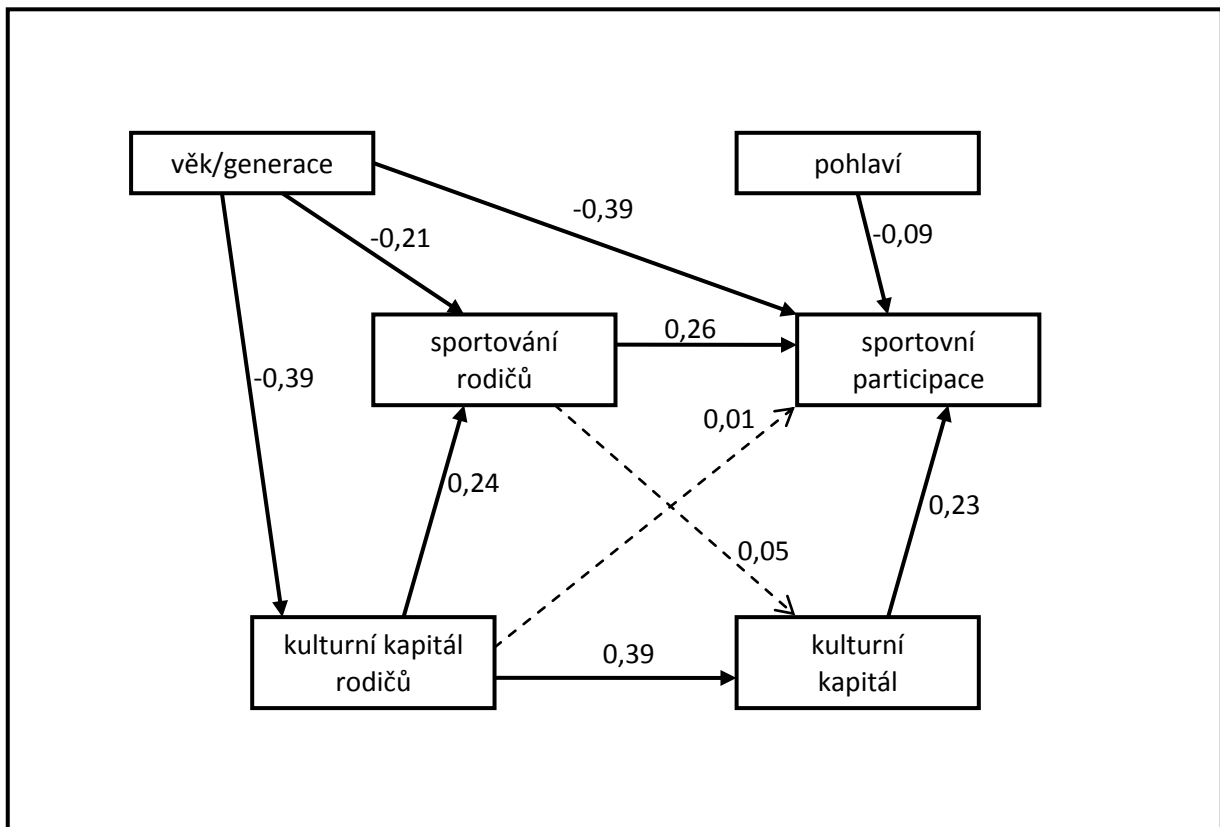 věk/generace
pohlaví
-0,39
-0,21
-0,09
sportování
rodičů
0,26
sportovní
participace
-0,39
0,01
0,24
0,23
0,05
kulturní kapitál
rodičů
0,39
kulturní
kapitál